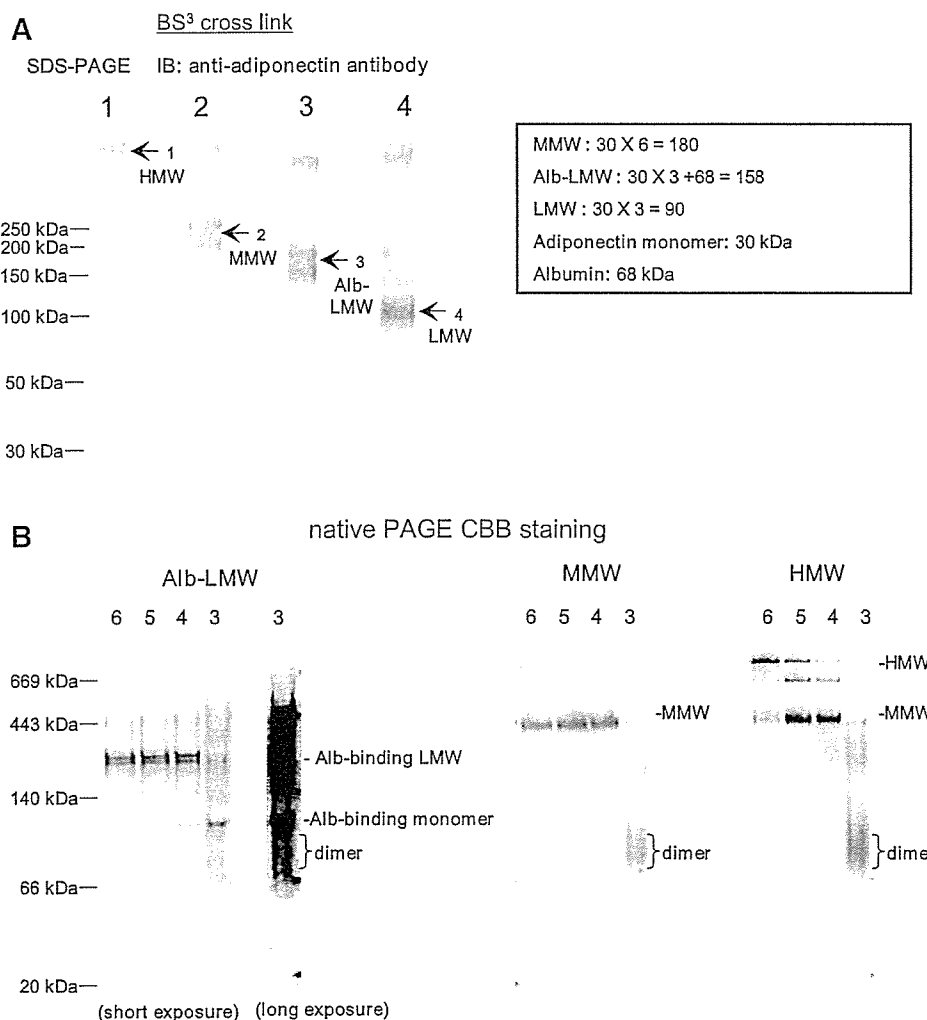 A
BS³ cross link
SDS-PAGE IB: anti-adiponectin antibody
1 2 3 4
1
HMW
250 kDa
200 kDa
150 kDa
100 kDa
50 kDa
30 kDa
2
MMW
3
Alb-
LMW
4
LMW
MMW : 30 X 6 = 180
Alb-LMW : 30 X 3 +68 = 158
LMW : 30 X 3 = 90
Adiponectin monomer: 30 kDa
Albumin: 68 kDa
B
native PAGE CBB staining
Alb-LMW MMW HMW
6 5 4 3 3 6 5 4 3 6 5 4 3
669 kDa
443 kDa
140 kDa
66 kDa
20 kDa
- Alb-binding LMW
-Alb-binding monomer
dimer
-MMW
dimer
-HMW
-MMW
dime
(short exposure) (long exposure)